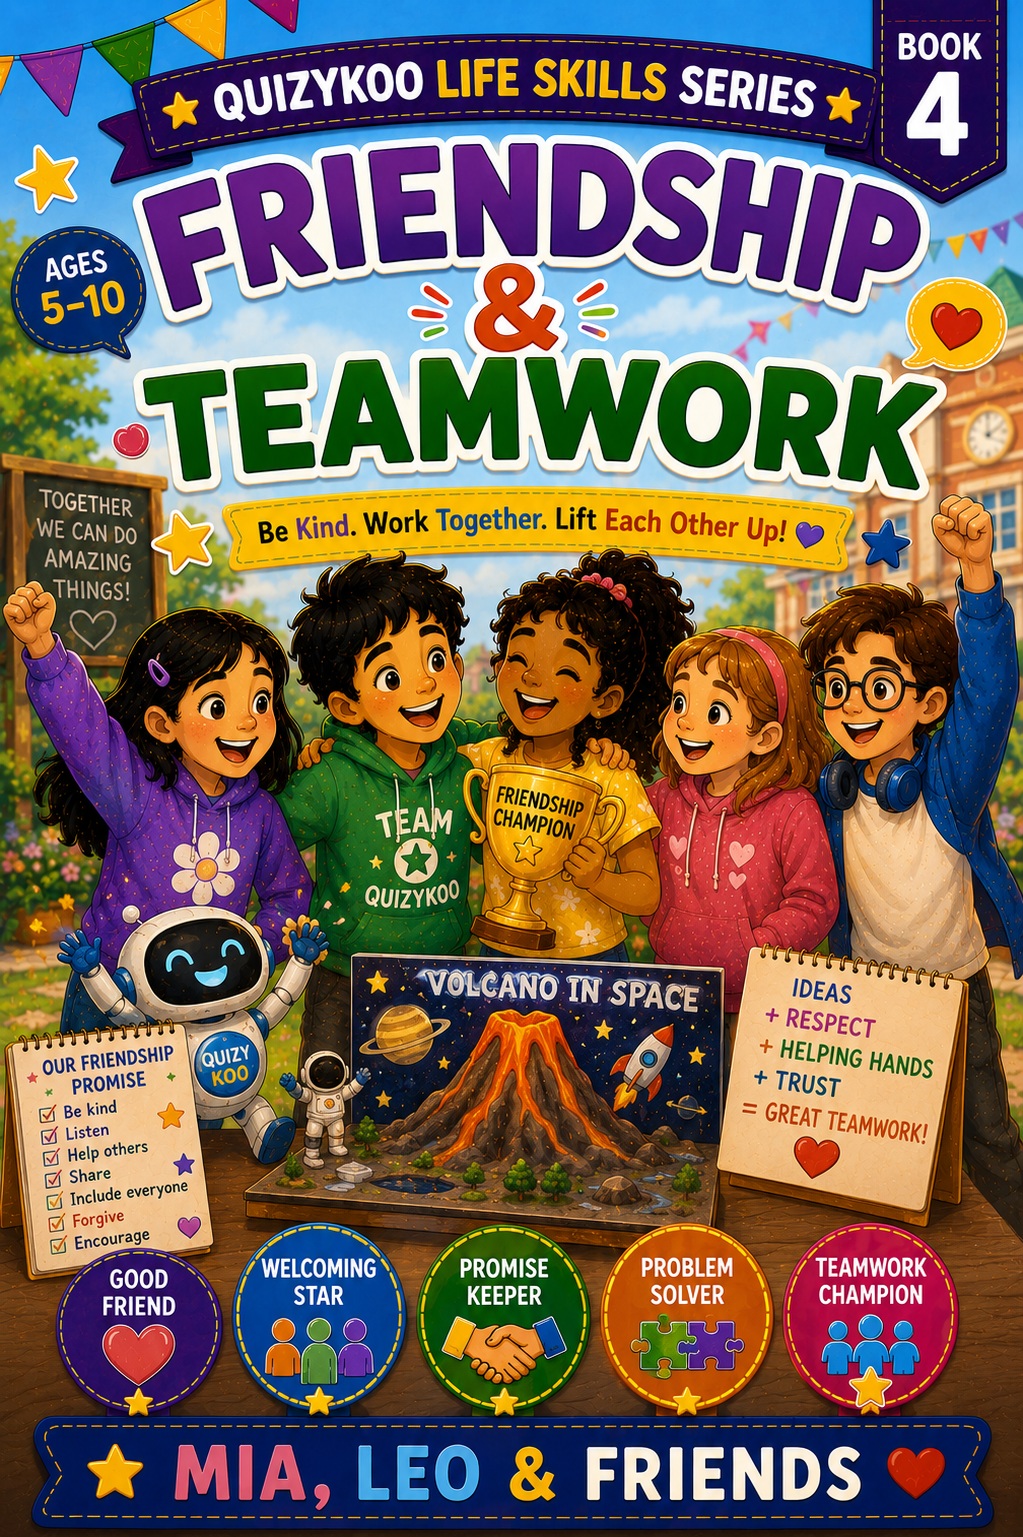 QUIZYKOO LIFE SKILLS SERIES
BOOK
4
FRIENDSHIP
&
TEAMWORK
AGES
5-10
Be Kind. Work Together. Lift Each Other Up!
TOGETHER
WE CAN DO
AMAZING
THINGS!
FRIENDSHIP
CHAMPION
TEAM
QUIZYKOO
QUIZY
KOO
VOLCANO IN SPACE
OUR FRIENDSHIP
PROMISE
Be kind
Listen
Help others
Share
Include everyone
Forgive
Encourage
IDEAS
+ RESPECT
+ HELPING HANDS
+ TRUST
= GREAT TEAMWORK!
GOOD
FRIEND
WELCOMING
STAR
PROMISE
KEEPER
PROBLEM
SOLVER
TEAMWORK
CHAMPION
MIA, LEO & FRIENDS